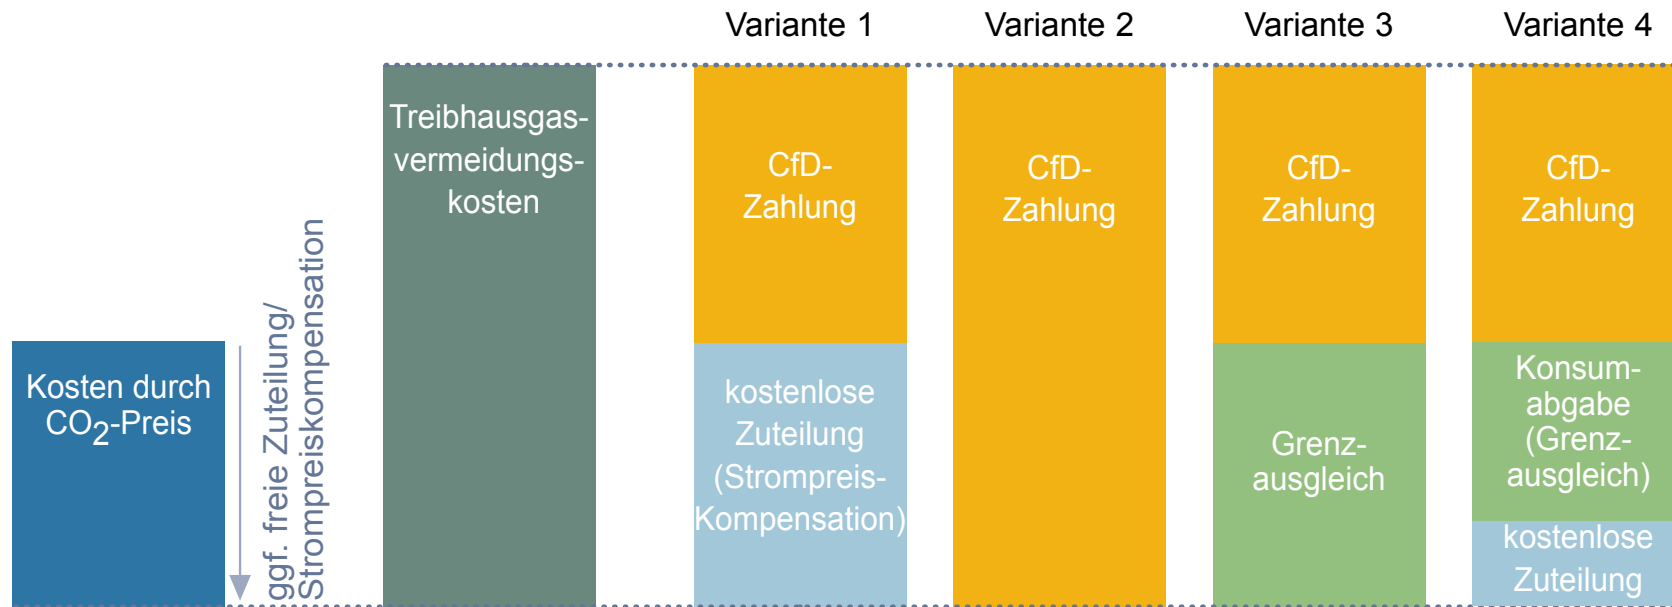 Variante 1
Variante 2
Variante 3
Variante 4
Kosten durch
CO2-Preis
ggf. freie Zuteilung/
Strompreiskompensation
Treibhausgas-
vermeidungs-
kosten
CfD-
Zahlung
kostenlose
Zuteilung
(Strompreis-
Kompensation)
CfD-
Zahlung
CfD-
Zahlung
Grenz-
ausgleich
CfD-
Zahlung
Konsum-
abgabe
(Grenz-
ausgleich)
kostenlose
Zuteilung